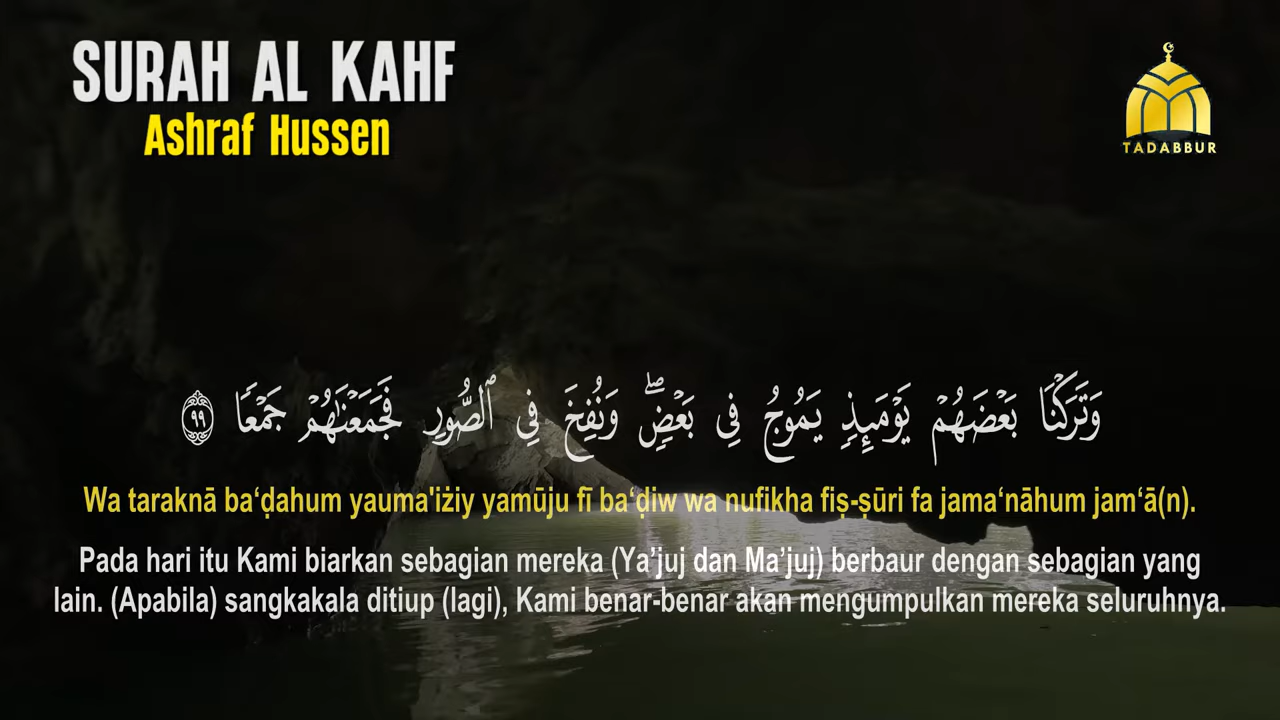 SURAH AL KAHF
Ashraf Hussen
TADABBUR
وَتَرَكْنَا بَعْضَهُمْ يَوْمَئِذٍ يَمُوجُ فِي بَعْضٍۖ وَنُفِخَ فِي ٱلصُّورِ فَجَمَعْنَٰهُمْ جَمْعًا ٩٩
Wa taraknā ba‘ḍahum yauma'iżiy yamūju fī ba‘ḍiw wa nufikha fiṣ-ṣūri fa jama‘nāhum jam‘ā(n).
Pada hari itu Kami biarkan sebagian mereka (Ya’juj dan Ma’juj) berbaur dengan sebagian yang
lain. (Apabila) sangkakala ditiup (lagi), Kami benar-benar akan mengumpulkan mereka seluruhnya.